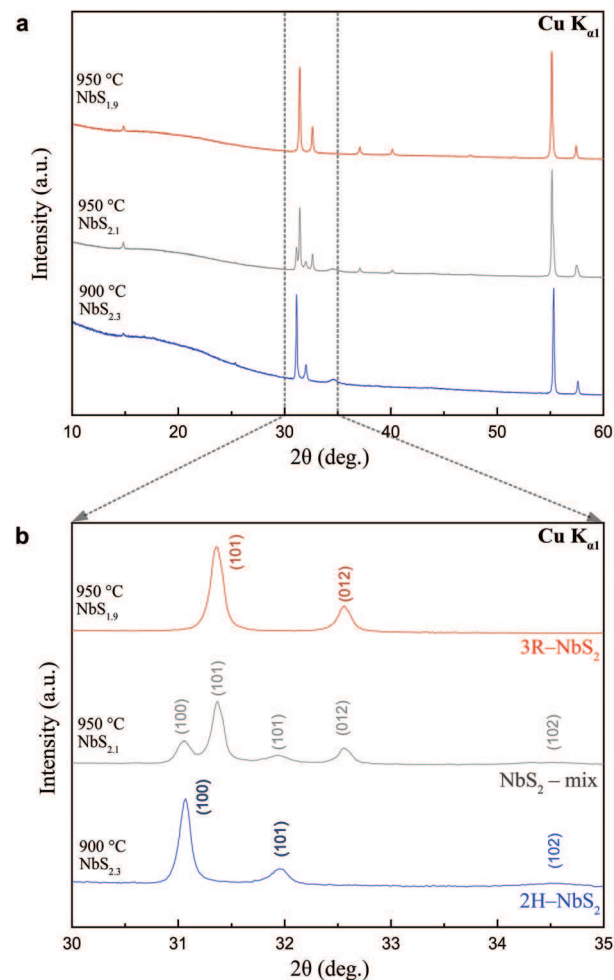 a
Cu Kα1
950 °C
NbS1.9
950 °C
NbS2.1
900 °C
NbS2.3
Intensity (a.u.)
10 20 30 40 50 60
2θ (deg.)
b
Cu Kα1
950 °C
NbS1.9
(101)
(012)
3R–NbS2
950 °C
NbS2.1
(100)
(101)
(101)
(012)
(102)
NbS2 – mix
900 °C
NbS2.3
(100)
(101)
(102)
2H–NbS2
Intensity (a.u.)
30 31 32 33 34 35
2θ (deg.)